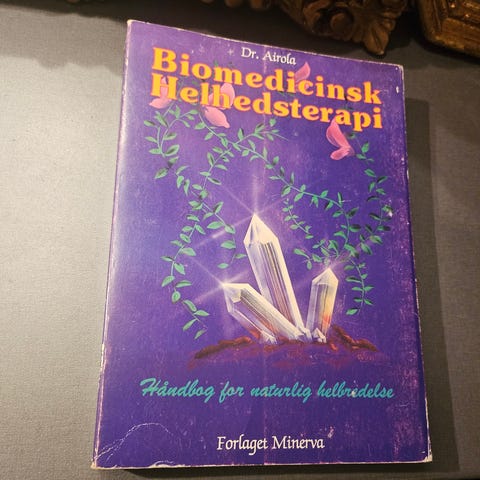 Dr. Airola
Biomedicinsk
Helhedsterapi
Håndbog for naturlig helbredelse
Forlaget Minerva